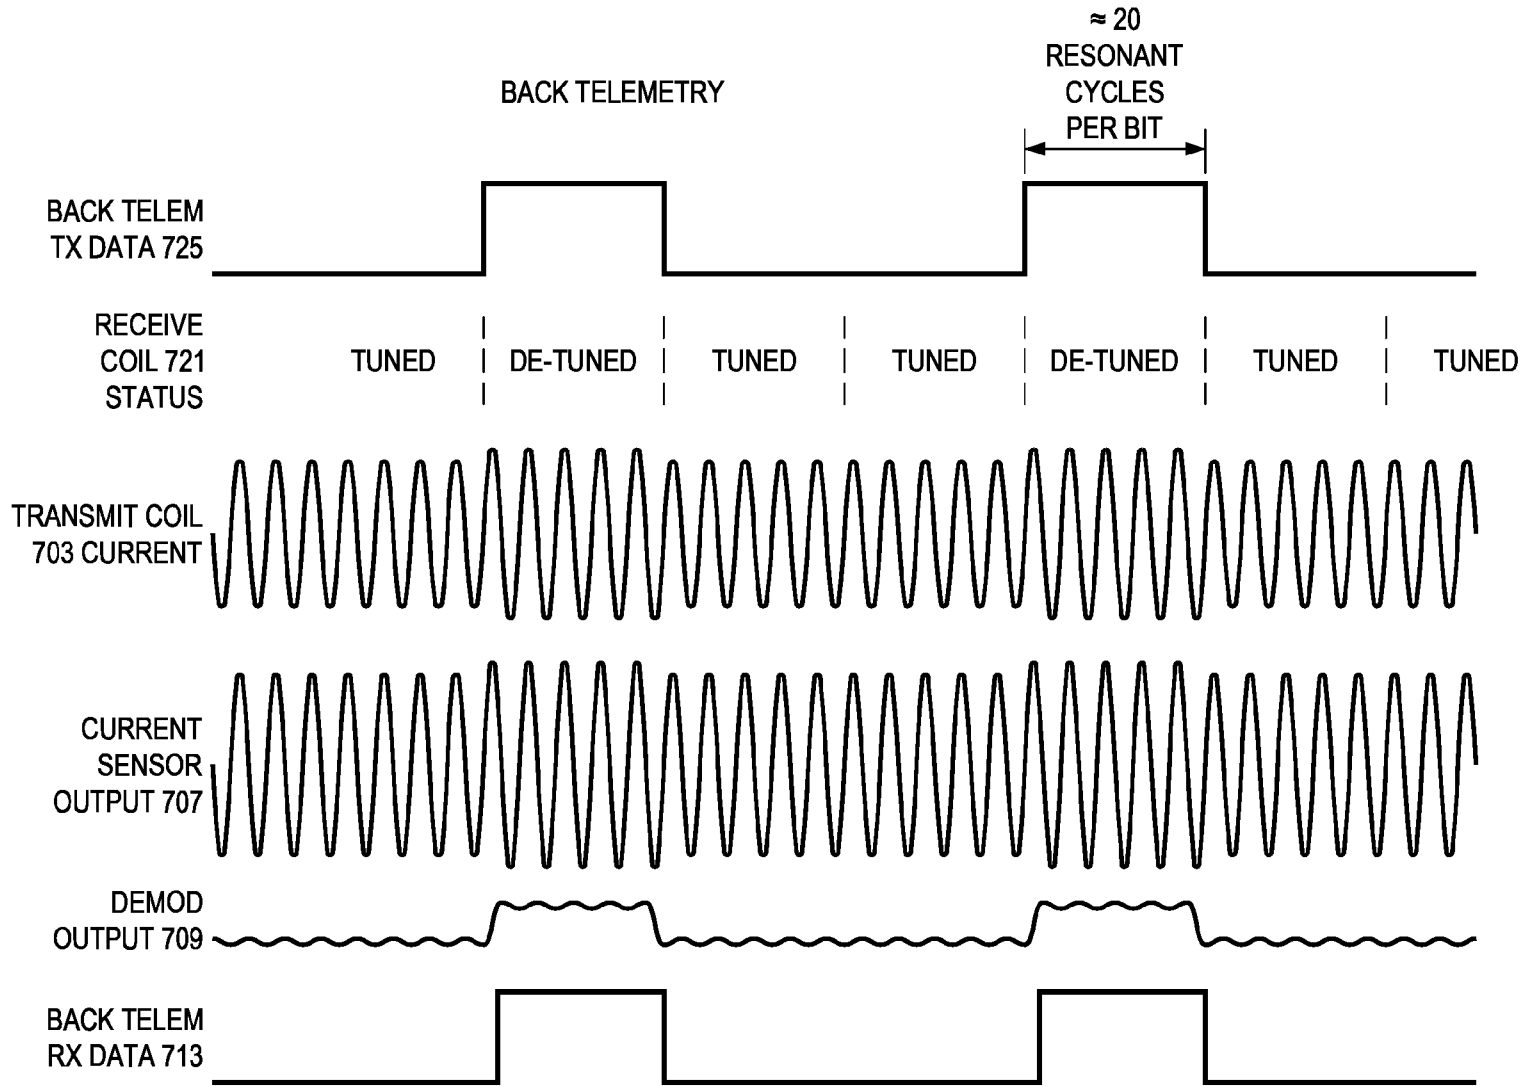 ≈ 20
RESONANT
CYCLES
PER BIT
BACK TELEMETRY
BACK TELEM
TX DATA 725
RECEIVE
COIL 721
STATUS
TUNED
DE-TUNED
TUNED
TUNED
DE-TUNED
TUNED
TUNED
TRANSMIT COIL
703 CURRENT
CURRENT
SENSOR
OUTPUT 707
DEMOD
OUTPUT 709
BACK TELEM
RX DATA 713